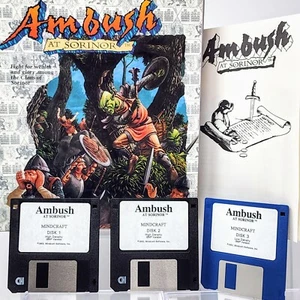 Ambush
AT SORINOR
Fight for wealth
and glory among
the Clans of
Sorinor
Ambush
AT SORINOR
Ambush
AT SORINOR
MINDCRAFT
DISK 1
Ambush
AT SORINOR
MINDCRAFT
DISK 2
Ambush
AT SORINOR
MINDCRAFT
DISK 3